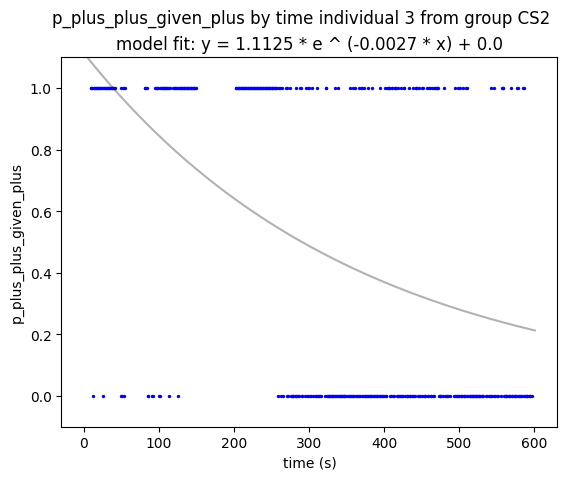 p_plus_plus_given_plus by time individual 3 from group CS2
model fit: y = 1.1125 * e ^ (-0.0027 * x) + 0.0
p_plus_plus_given_plus
1.0
0.8
0.6
0.4
0.2
0.0
0 100 200 300 400 500 600
time (s)